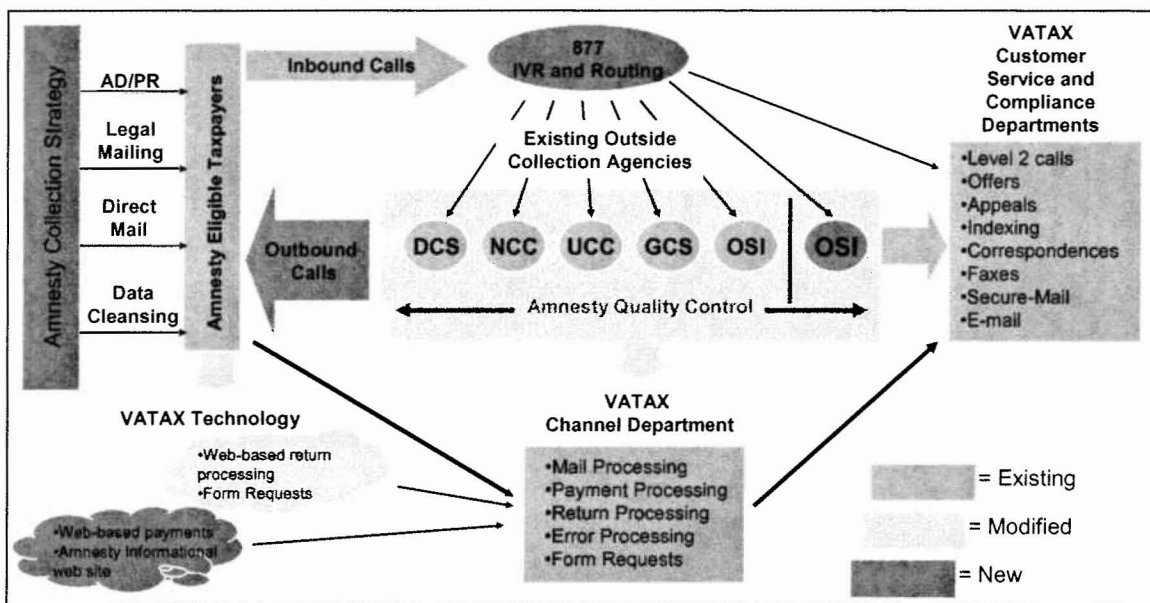 Amnesty Collection Strategy
AD/PR
Legal
Mailing
Direct
Mail
Data
Cleansing
Amnesty Eligible Taxpayers
Inbound Calls
877
IVR and Routing
Existing Outside
Collection Agencies
Outbound
Calls
DCS
NCC
UCC
GCS
OSI
OSI
Amnesty Quality Control
VATAX
Customer
Service and
Compliance
Departments
•Level 2 calls
•Offers
•Appeals
•Indexing
•Correspondences
•Faxes
•Secure-Mail
•E-mail
VATAX Technology
•Web-based return
processing
•Form Requests
•Web-based payments
•Amnesty Informational
web site
VATAX
Channel Department
•Mail Processing
•Payment Processing
•Return Processing
•Error Processing
•Form Requests
= Existing
= Modified
= New